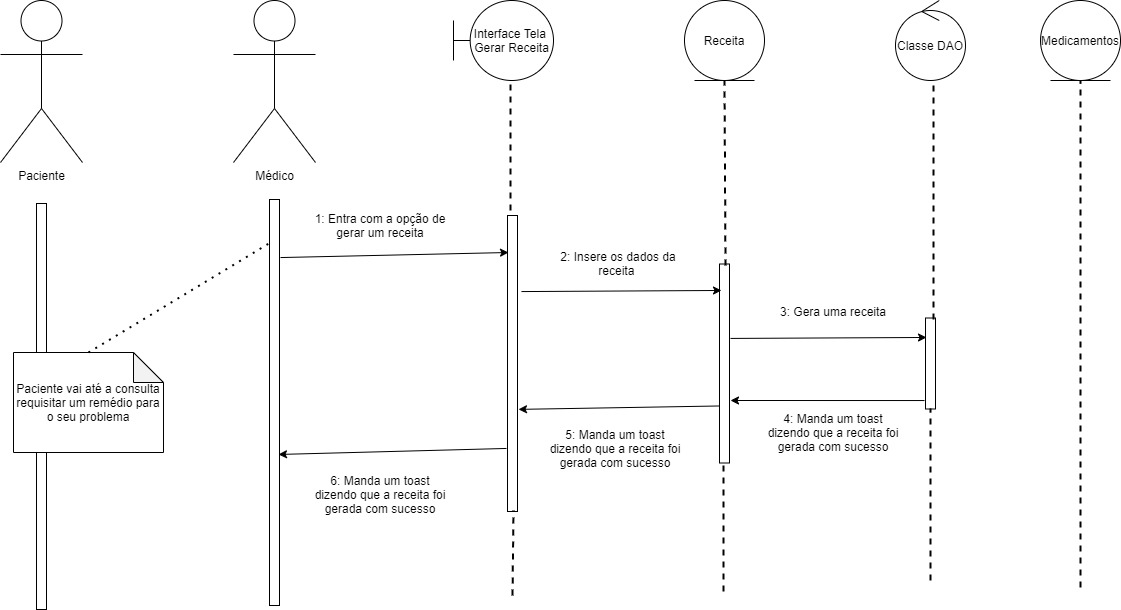 Interface Tela
Gerar Receita
Receita
Classe DAO
Medicamentos
Paciente
Médico
1: Entra com a opção de
gerar um receita
2: Insere os dados da
receita
3: Gera uma receita
Paciente vai até a consulta
requisitar um remédio para
o seu problema
4: Manda um toast
dizendo que a receita foi
gerada com sucesso
5: Manda um toast
dizendo que a receita foi
gerada com sucesso
6: Manda um toast
dizendo que a receita foi
gerada com sucesso